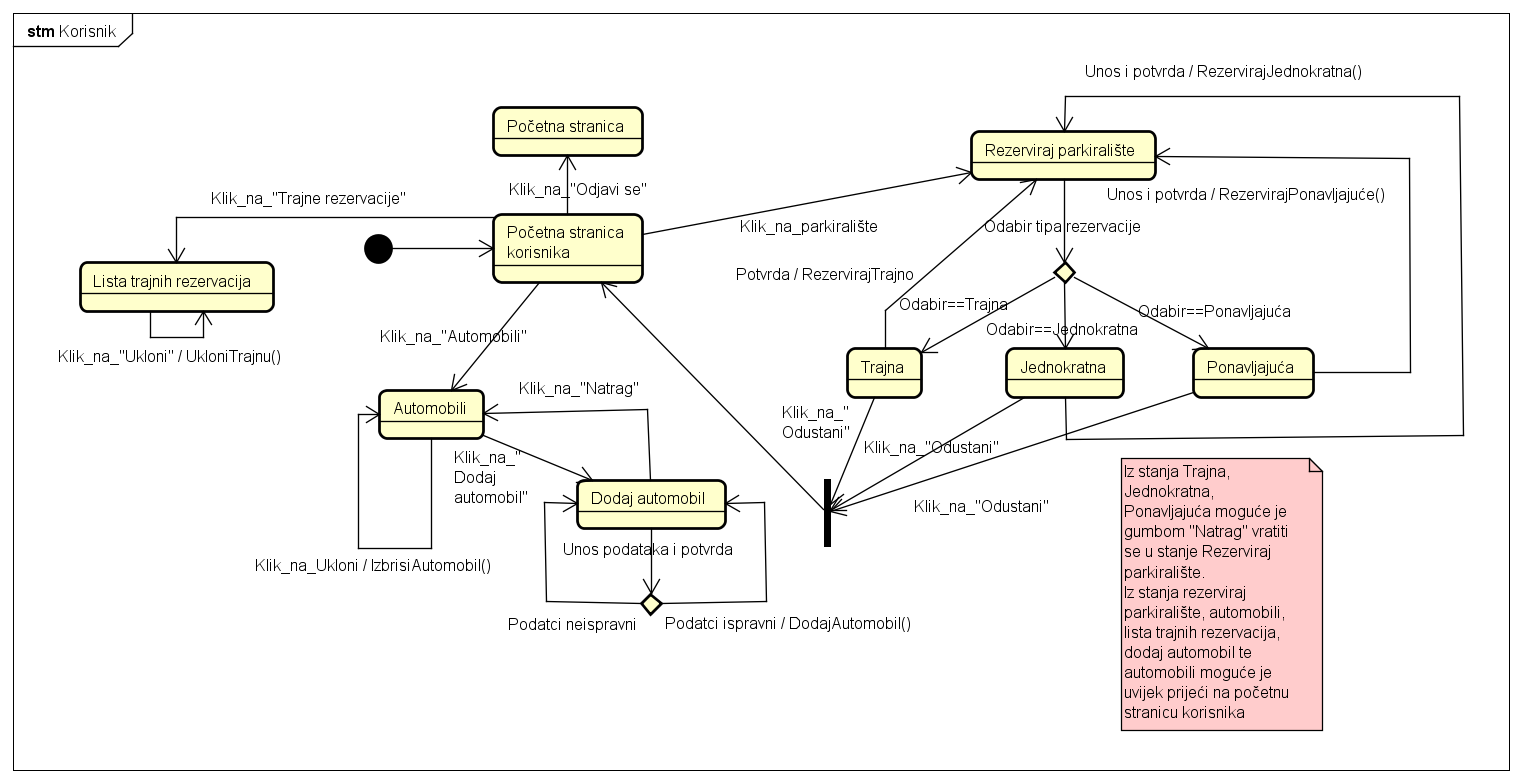 stm Korisnik
Unos i potvrda / RezervirajJednokratna()
Početna stranica
Rezerviraj parkiralište
Klik_na_"Odjavi se"
Klik_na_"Trajne rezervacije"
Unos i potvrda / RezervirajPonavljajuće()
Početna stranica
korisnika
Klik_na_parkiralište
Odabir tipa rezervacije
Lista trajnih rezervacija
Potvrda / RezervirajTrajno
Odabir==Trajna
Odabir==Ponavljajuća
Odabir==Jednokratna
Klik_na_"Automobili"
Klik_na_"Ukloni" / UkloniTrajnu()
Trajna
Jednokratna
Ponavljajuća
Klik_na_"Natrag"
Automobili
Klik_na_"
Odustani"
Klik_na_"Odustani"
Klik_na_"
Dodaj
automobil"
Dodaj automobil
Klik_na_"Odustani"
Unos podataka i potvrda
Klik_na_Ukloni / IzbrisiAutomobil()
Podatci neispravni
Podatci ispravni / DodajAutomobil()
Iz stanja Trajna,
Jednokratna,
Ponavljajuća moguće je
gumbom "Natrag" vratiti
se u stanje Rezerviraj
parkiralište.
Iz stanja rezerviraj
parkiralište, automobili,
lista trajnih rezervacija,
dodaj automobil te
automobili moguće je
uvijek prijeći na početnu
stranicu korisnika